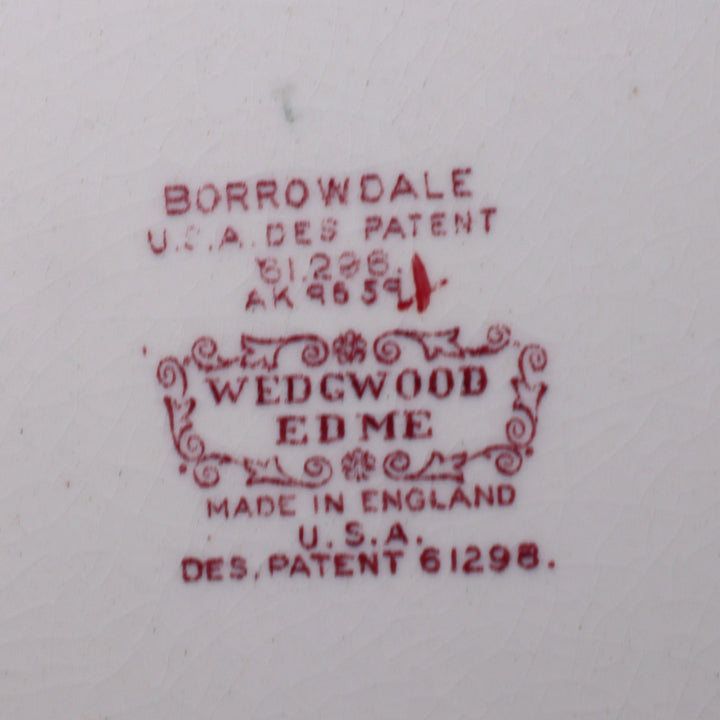 BORROWDALE
U.S.A. DES PATENT
61298.
AK 9659
WEDGWOOD
EDME
MADE IN ENGLAND
U.S.A.
DES. PATENT 61298.